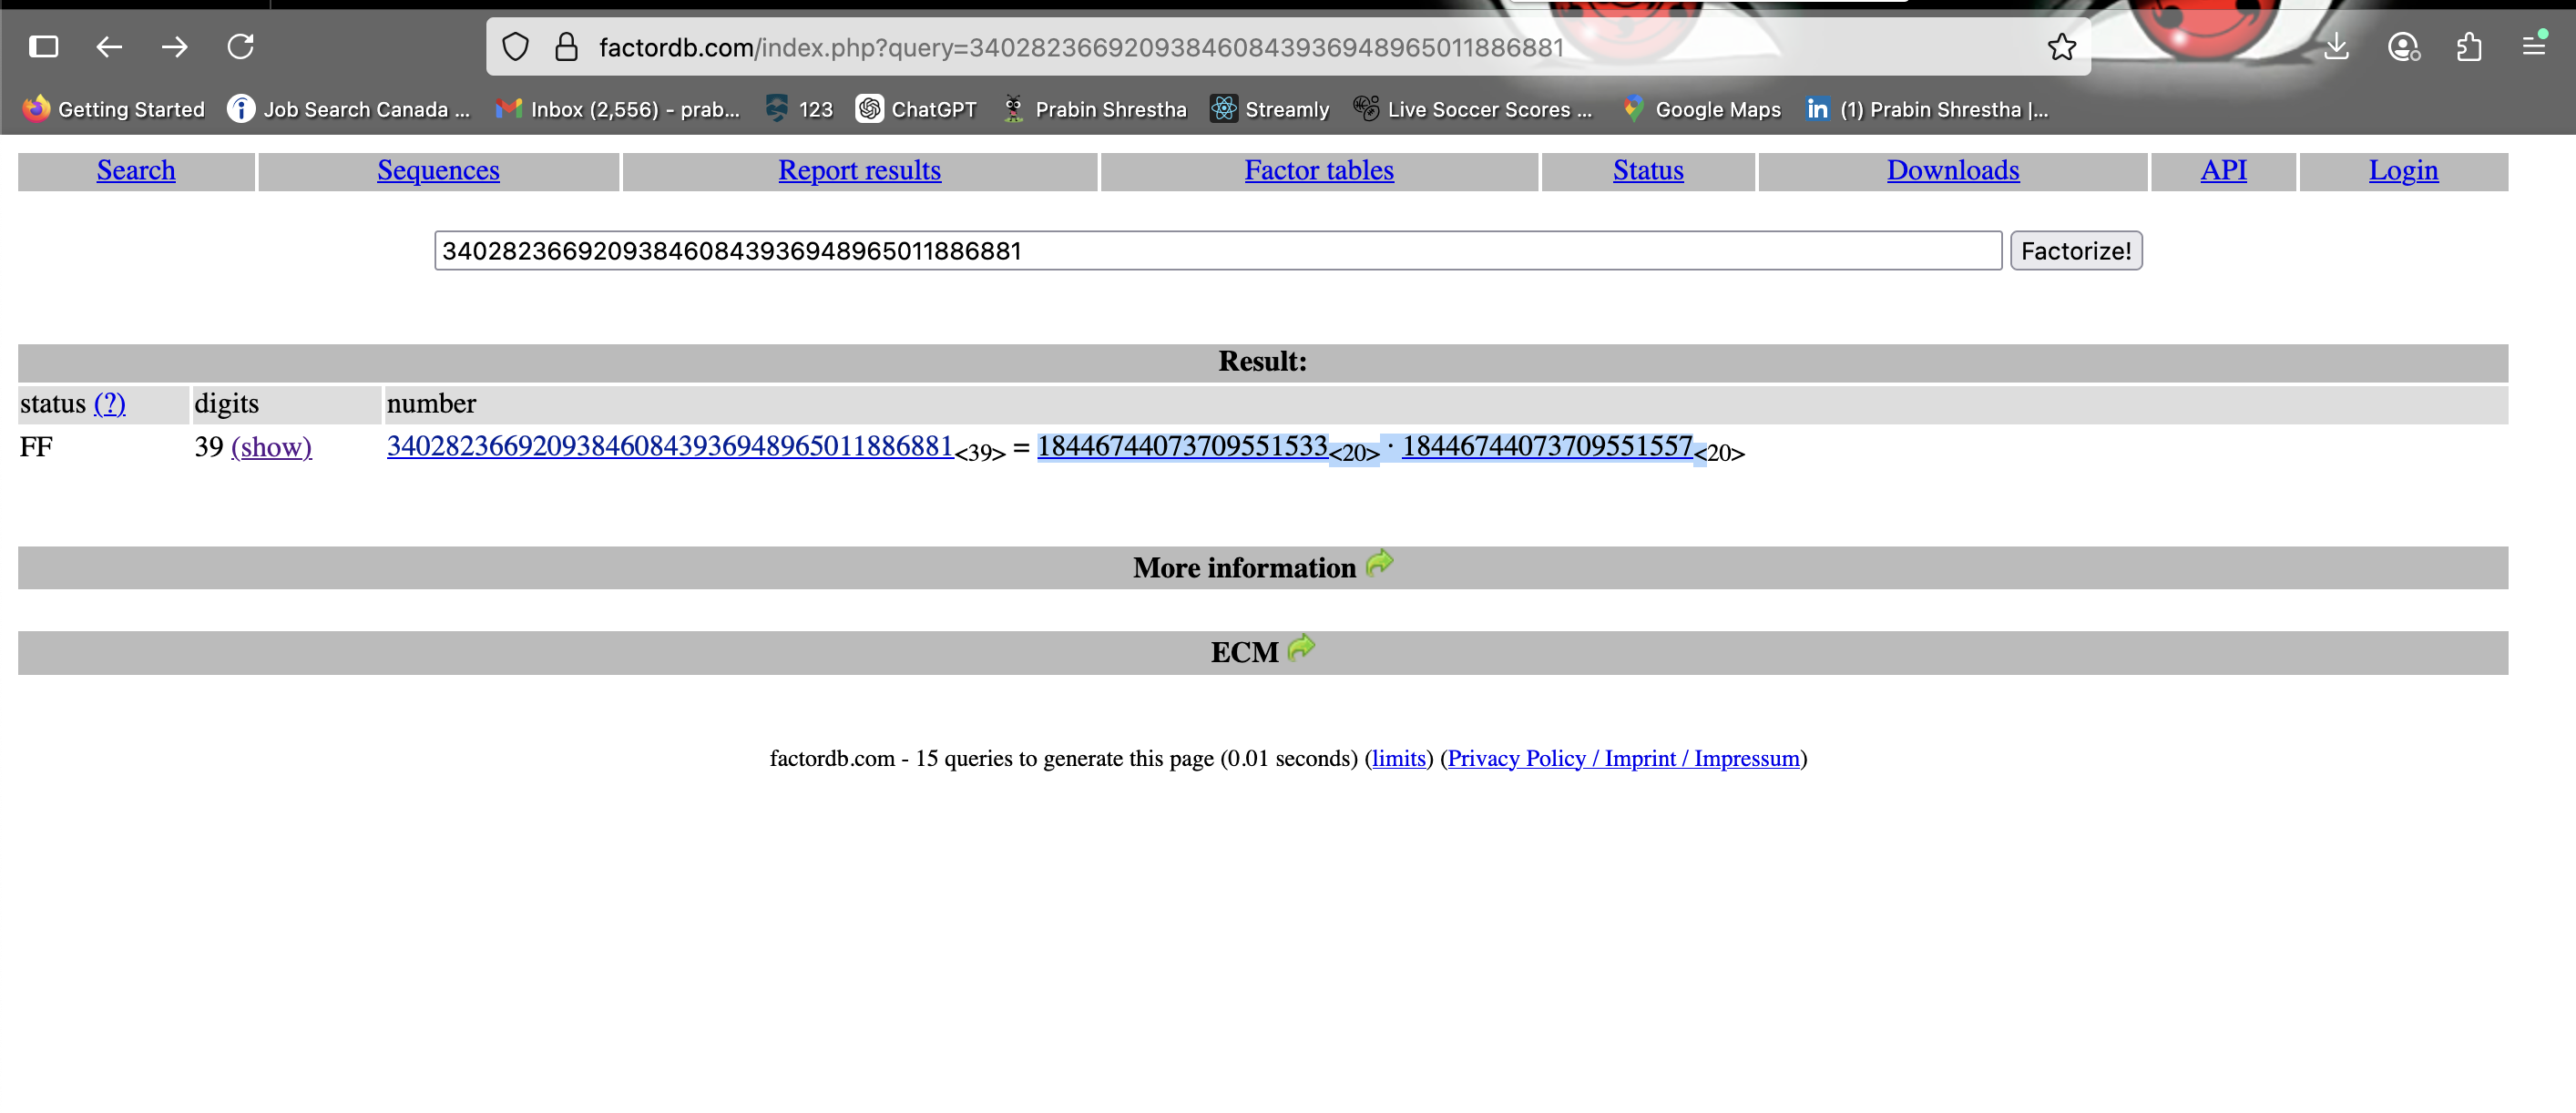 factordb.com/index.php?query=340282366920938460843936948965011886881
Getting Started Job Search Canada ... Inbox (2,556) - prab... 123 ChatGPT Prabin Shrestha Streamly Live Soccer Scores ... Google Maps (1) Prabin Shrestha |...
Search Sequences Report results Factor tables Status Downloads API Login
340282366920938460843936948965011886881 Factorize!
Result:
status (?) digits number
FF 39 (show) 340282366920938460843936948965011886881<39> = 18446744073709551533<20> · 18446744073709551557<20>
More information
ECM
factordb.com - 15 queries to generate this page (0.01 seconds) (limits) (Privacy Policy / Imprint / Impressum)